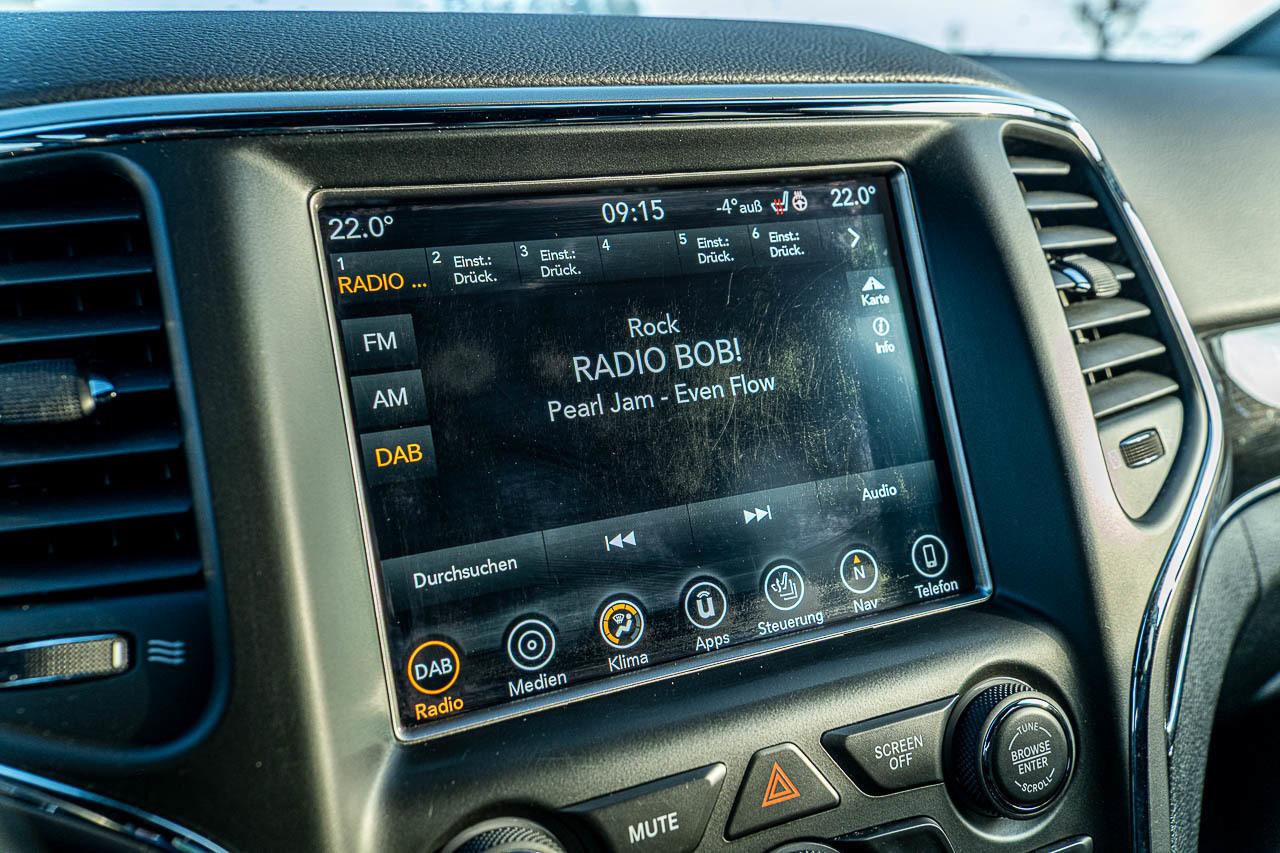 22.0°
09:15
-4° auß
22.0°
1
RADIO ...
2
Einst.:
Drück.
3
Einst.:
Drück.
4
5
Einst.:
Drück.
6
Einst.:
Drück.
Karte
Info
FM
AM
DAB
Rock
RADIO BOB!
Pearl Jam - Even Flow
Durchsuchen
Audio
DAB
Radio
Medien
Klima
Apps
Steuerung
N
Nav
Telefon
SCREEN
OFF
TUNE
BROWSE
ENTER
SCROLL
MUTE